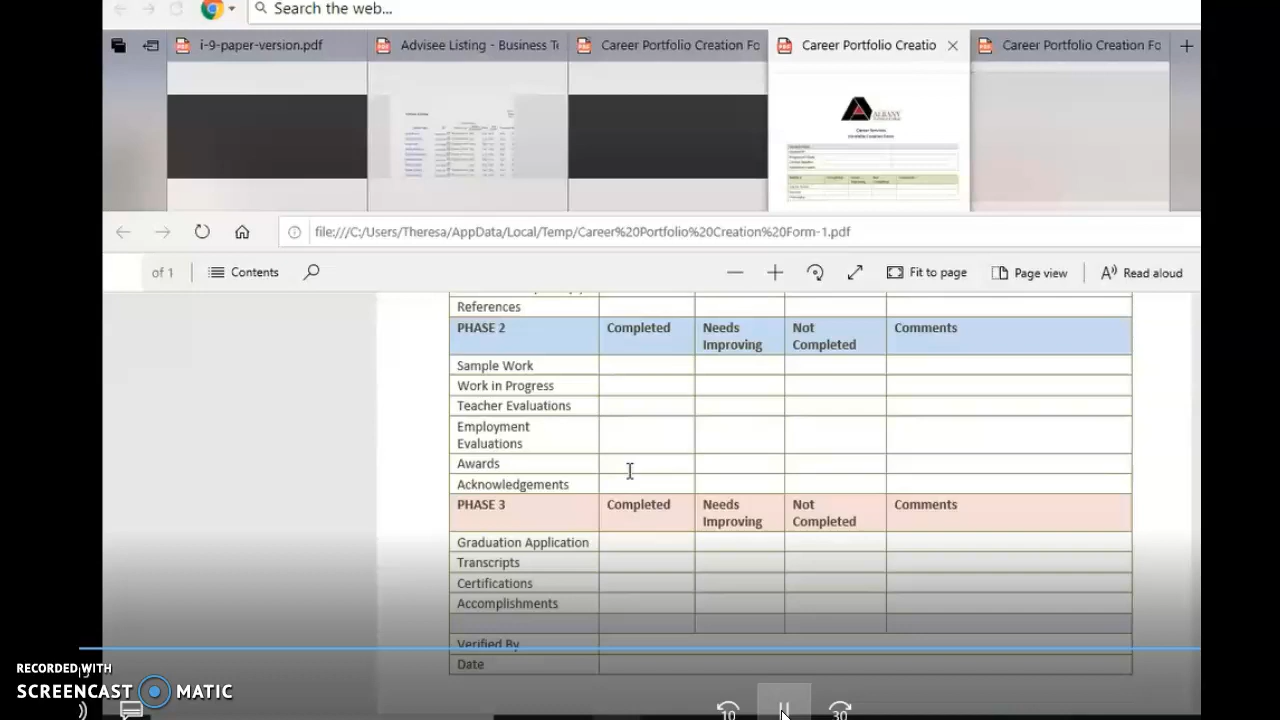 Search the web...
i-9-paper-version.pdf
Advisee Listing - Business Te
Career Portfolio Creation Fo
Career Portfolio Creatio
Career Portfolio Creation Fo
ALBANY
file:///C:/Users/Theresa/AppData/Local/Temp/Career%20Portfolio%20Creation%20Form-1.pdf
of 1
Contents
Fit to page
Page view
Read aloud
References
PHASE 2 Completed Needs Improving Not Completed Comments
Sample Work
Work in Progress
Teacher Evaluations
Employment
Evaluations
Awards
Acknowledgements
PHASE 3 Completed Needs Improving Not Completed Comments
Graduation Application
Transcripts
Certifications
Accomplishments
Verified By
Date
RECORDED WITH
SCREENCAST MATIC
10
30